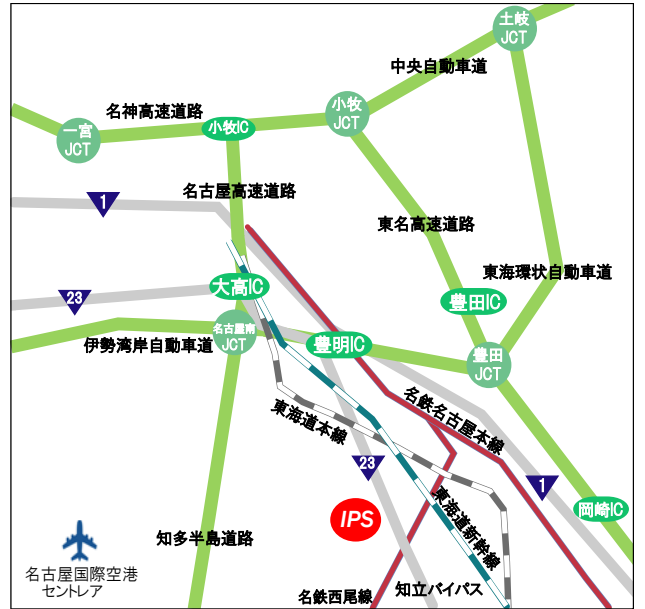 土岐
JCT
中央自動車道
名神高速道路
小牧
JCT
一宮
JCT
小牧IC
名古屋高速道路
1
東名高速道路
東海環状自動車道
大高IC
豊田IC
23
名古屋南
JCT
伊勢湾岸自動車道
豊明IC
豊田
JCT
名鉄名古屋本線
東海道本線
23
1
岡崎IC
IPS
東海道新幹線
知多半島道路
名古屋国際空港
セントレア
名鉄西尾線
知立バイパス